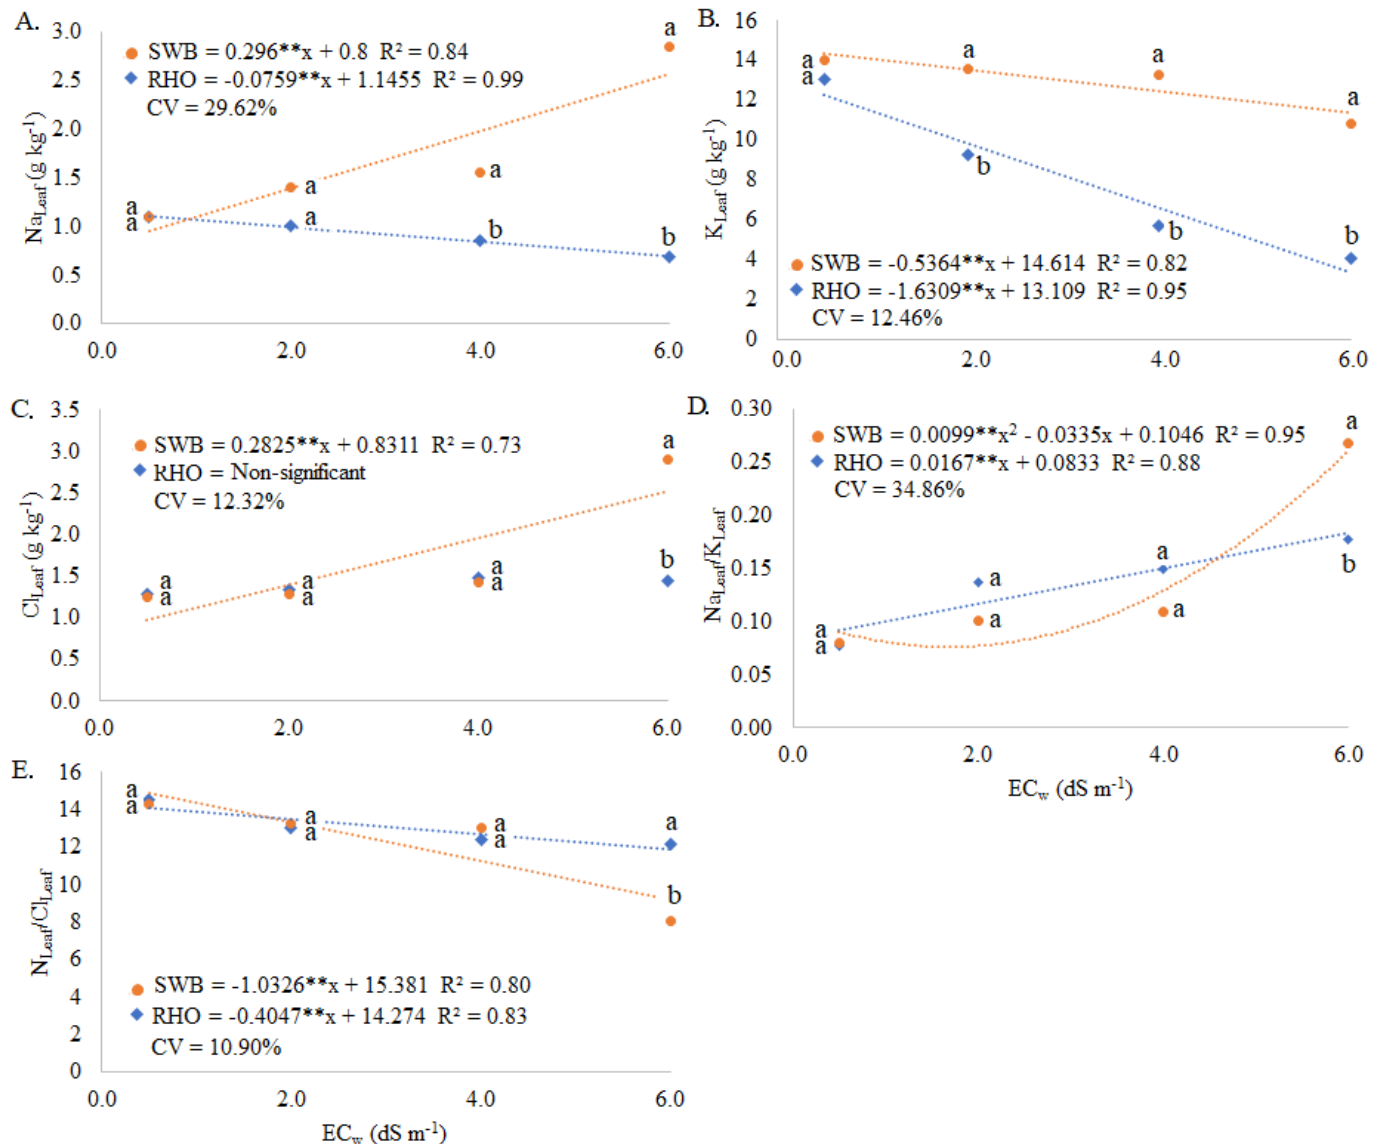 A.
SWB = 0.296**x + 0.8 R² = 0.84
RHO = -0.0759**x + 1.1455 R² = 0.99
CV = 29.62%
Na_Leaf (g kg⁻¹)
3.0
2.5
2.0
1.5
1.0
0.5
0.0
0.0 2.0 4.0 6.0
a
a
a
a
a
b
a
b
B.
K_Leaf (g kg⁻¹)
16
14
12
10
8
6
4
2
0
a
a
a
b
a
b
a
b
SWB = -0.5364**x + 14.614 R² = 0.82
RHO = -1.6309**x + 13.109 R² = 0.95
CV = 12.46%
0.0 2.0 4.0 6.0
C.
SWB = 0.2825**x + 0.8311 R² = 0.73
RHO = Non-significant
CV = 12.32%
Cl_Leaf (g kg⁻¹)
3.5
3.0
2.5
2.0
1.5
1.0
0.5
0.0
a
a
a
a
a
a
a
b
0.0 2.0 4.0 6.0
D.
SWB = 0.0099**x² - 0.0335x + 0.1046 R² = 0.95
RHO = 0.0167**x + 0.0833 R² = 0.88
CV = 34.86%
Na_Leaf/K_Leaf
0.30
0.25
0.20
0.15
0.10
0.05
0.00
a
a
a
a
a
a
a
b
0.0 2.0 4.0 6.0
EC_w (dS m⁻¹)
E.
N_Leaf/Cl_Leaf
16
14
12
10
8
6
4
2
0
a
a
a
a
a
a
a
b
SWB = -1.0326**x + 15.381 R² = 0.80
RHO = -0.4047**x + 14.274 R² = 0.83
CV = 10.90%
0.0 2.0 4.0 6.0
EC_w (dS m⁻¹)